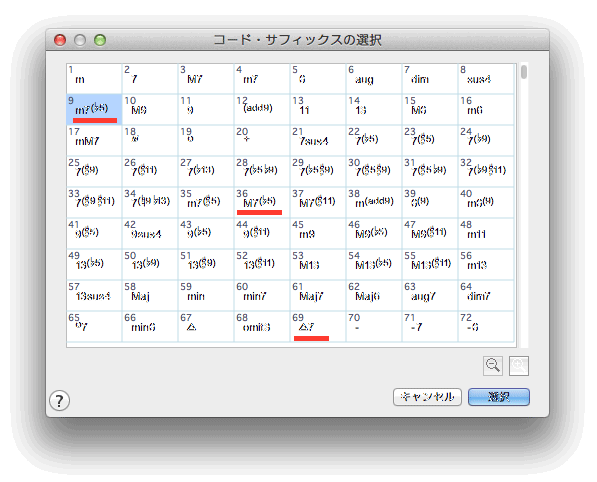 コード・サフィックスの選択
1 2 3 4 5 6 7 8
m 7 M7 m7 6 aug dim sus4
9 10 11 12 13 14 15 16
m7(♭5) M9 9 (add9) 11 13 M6 m6
17 18 19 20 21 22 23 24
mM7 ø o + 7sus4 7(♭5) 7(♯5) 7(♭9)
25 26 27 28 29 30 31 32
7(♯9) 7(♯11) 7(♭13) 7(♭5♭9) 7(♭5♯9) 7(♯5♯9) 7(♯5♭9) 7(♭9♯11)
33 34 35 36 37 38 39 40
7(♯9♯11) 7(♮9♭13) m7(♯5) M7(♭5) M7(♯11) m(add9) 6(9) m6(9)
41 42 43 44 45 46 47 48
9(♯5) 9sus4 9(♭5) 9(♯11) m9 M9(♭5) M9(♯11) m11
49 50 51 52 53 54 55 56
13(♭5) 13(♭9) 13(♯9) 13(♯11) M13 M13(♭5) M13(♯11) m13
57 58 59 60 61 62 63 64
13sus4 Maj min min7 Maj7 Maj6 aug7 dim7
65 66 67 68 69 70 71 72
o7 min6 △ omit3 △7 - -7 -6
? キャンセル 選択